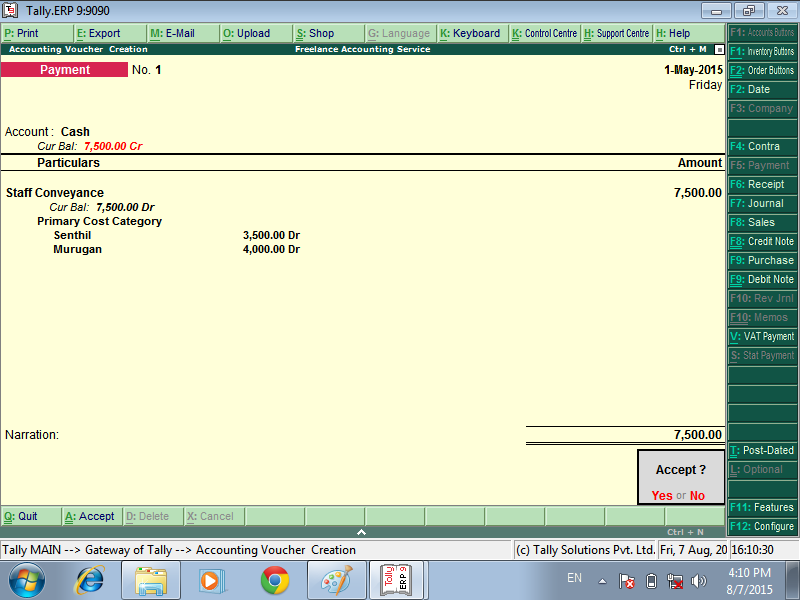 Tally.ERP 9:9090
P: Print E: Export M: E-Mail O: Upload S: Shop G: Language K: Keyboard K: Control Centre H: Support Centre H: Help
F1: Accounts Buttons
Accounting Voucher Creation Freelance Accounting Service Ctrl + M
F1: Inventory Buttons
Payment No. 1 1-May-2015
F2: Order Buttons
Friday
F2: Date
F3: Company
Account : Cash
Cur Bal: 7,500.00 Cr
F4: Contra
Particulars Amount
F5: Payment
F6: Receipt
Staff Conveyance 7,500.00
Cur Bal: 7,500.00 Dr
F7: Journal
Primary Cost Category
F8: Sales
Senthil 3,500.00 Dr
F8: Credit Note
Murugan 4,000.00 Dr
F9: Purchase
F9: Debit Note
F10: Rev Jrnl
F10: Memos
V: VAT Payment
S: Stat Payment
Narration: 7,500.00
T: Post-Dated
Accept ?
L: Optional
Yes or No
F11: Features
Q: Quit A: Accept D: Delete X: Cancel
F12: Configure
Ctrl + N
Tally MAIN --> Gateway of Tally --> Accounting Voucher Creation (c) Tally Solutions Pvt. Ltd. Fri, 7 Aug, 20 16:10:30
Tally ERP 9
EN
4:10 PM
8/7/2015